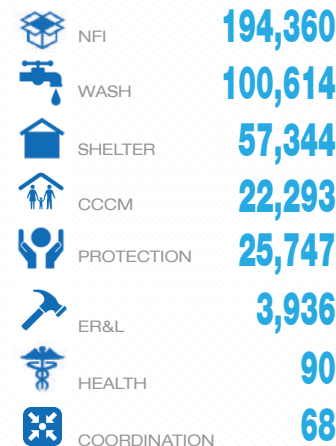 NFI 194,360
WASH 100,614
SHELTER 57,344
CCCM 22,293
PROTECTION 25,747
ER&L 3,936
HEALTH 90
COORDINATION 68